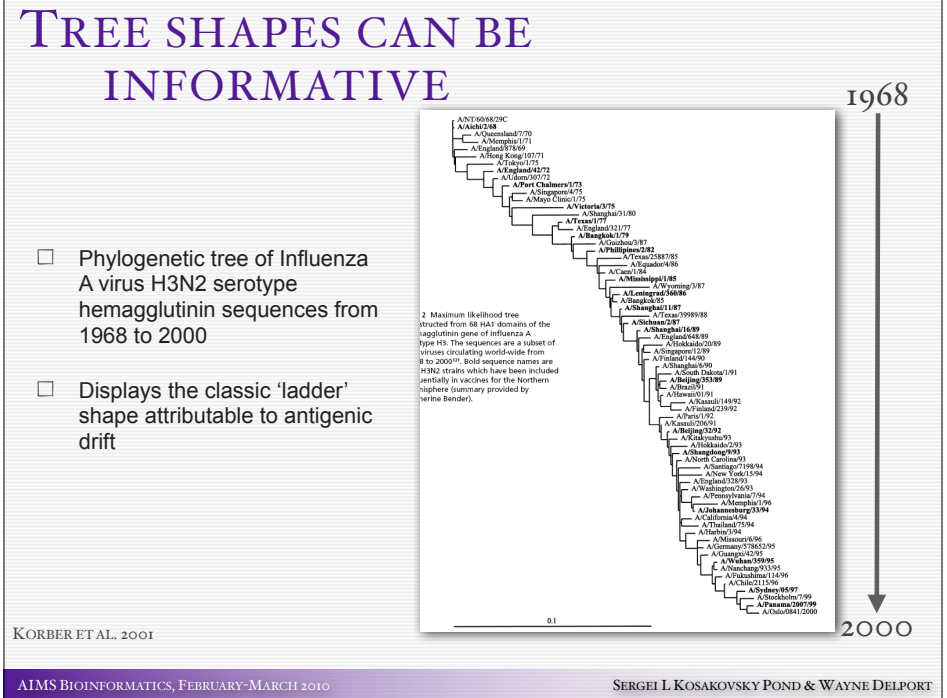 TREE SHAPES CAN BE
INFORMATIVE
1968
A/NT/60/68/29C
A/Aichi/2/68
A/Queensland/7/70
A/Memphis/1/71
A/England/878/69
A/Hong Kong/107/71
A/Tokyo/1/75
A/England/42/72
A/Udorn/307/72
A/Port Chalmers/1/73
A/Singapore/4/75
A/Mayo Clinic/1/75
A/Victoria/3/75
A/Shanghai/31/80
A/Texas/1/77
A/England/321/77
A/Bangkok/1/79
A/Guizhou/3/87
A/Phillipines/2/82
A/Texas/25887/85
A/Equador/4/86
A/Caen/1/84
A/Mississippi/1/85
A/Wyoming/3/87
A/Leningrad/360/86
A/Bangkok/85
A/Shanghai/11/87
A/Texas/39989/88
A/Sichuan/2/87
A/Shanghai/16/89
A/England/648/89
A/Hokkaido/20/89
A/Singapore/12/89
A/Finland/144/90
A/Shanghai/6/90
A/South Dakota/1/91
A/Beijing/353/89
A/Brazil/91
A/Hawaii/01/91
A/Kasauli/149/92
A/Finland/239/92
A/Paris/1/92
A/Kasauli/206/91
A/Beijing/32/92
A/Kitakyushu/93
A/Hokkaido/2/93
A/Shangdong/9/93
A/North Carolina/93
A/Santiago/7198/94
A/New York/15/94
A/England/328/93
A/Washington/26/93
A/Pennsylvania/7/94
A/Memphis/1/96
A/Johannesburg/33/94
A/California/4/94
A/Thailand/75/94
A/Harbin/3/94
A/Missouri/6/96
A/Germany/578652/95
A/Guangxi/42/95
A/Wuhan/359/95
A/Nanchang/933/95
A/Fukushima/114/96
A/Chile/2115/96
A/Sydney/05/97
A/Stockholm/7/99
A/Panama/2007/99
A/Oslo/0841/2000
0.1
2 Maximum likelihood tree
structed from 68 HA1 domains of the
agglutinin gene of influenza A
type H3. The sequences are a subset of
viruses circulating world-wide from
8 to 2000¹²¹. Bold sequence names are
H3N2 strains which have been included
uentially in vaccines for the Northern
nisphere (summary provided by
herine Bender).
Phylogenetic tree of Influenza
A virus H3N2 serotype
hemagglutinin sequences from
1968 to 2000
Displays the classic ‘ladder’
shape attributable to antigenic
drift
2000
KORBER ET AL. 2001
AIMS BIOINFORMATICS, FEBRUARY-MARCH 2010
SERGEI L KOSAKOVSKY POND & WAYNE DELPORT